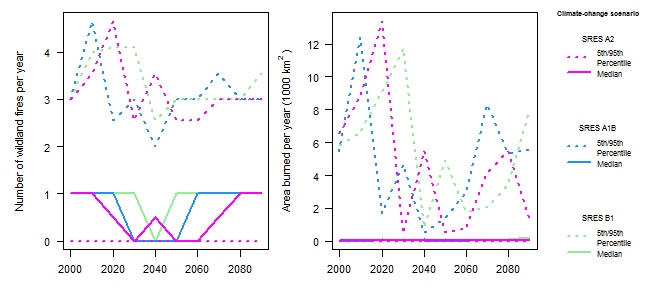 Number of wildland fires per year
4
3
2
1
0
2000 2020 2040 2060 2080
Area burned per year (1000 km²)
12
10
8
6
4
2
0
2000 2020 2040 2060 2080
Climate-change scenario
SRES A2
5th/95th
Percentile
Median
SRES A1B
5th/95th
Percentile
Median
SRES B1
5th/95th
Percentile
Median